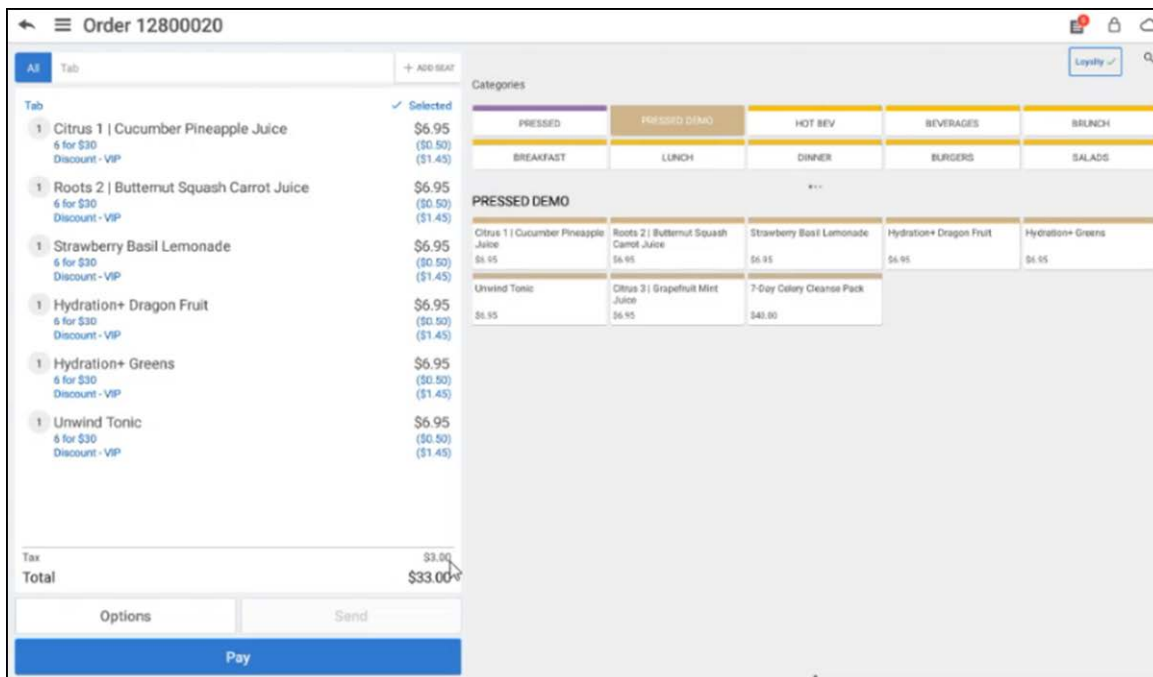 Order 12800020
All Tab + ADD SEAT
Tab ✓ Selected
1 Citrus 1 | Cucumber Pineapple Juice $6.95
6 for $30 ($0.50)
Discount - VIP ($1.45)
1 Roots 2 | Butternut Squash Carrot Juice $6.95
6 for $30 ($0.50)
Discount - VIP ($1.45)
1 Strawberry Basil Lemonade $6.95
6 for $30 ($0.50)
Discount - VIP ($1.45)
1 Hydration+ Dragon Fruit $6.95
6 for $30 ($0.50)
Discount - VIP ($1.45)
1 Hydration+ Greens $6.95
6 for $30 ($0.50)
Discount - VIP ($1.45)
1 Unwind Tonic $6.95
6 for $30 ($0.50)
Discount - VIP ($1.45)
Tax $3.00
Total $33.00
Options Send
Pay
Loyalty ✓
Categories
PRESSED PRESSED DEMO HOT BEV BEVERAGES BRUNCH
BREAKFAST LUNCH DINNER BURGERS SALADS
PRESSED DEMO
Citrus 1 | Cucumber Pineapple Roots 2 | Butternut Squash Strawberry Basil Lemonade Hydration+ Dragon Fruit Hydration+ Greens
Juice Carrot Juice
$6.95 $6.95 $6.95 $6.95 $6.95
Unwind Tonic Citrus 3 | Grapefruit Mint 7-Day Celery Cleanse Pack
Juice
$6.95 $6.95 $40.00